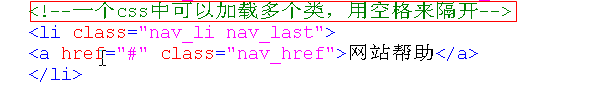 <!--一个css中可以加载多个类，用空格来隔开-->
<li class="nav_li nav_last">
<a href="#" class="nav_href">网站帮助</a>
</li>